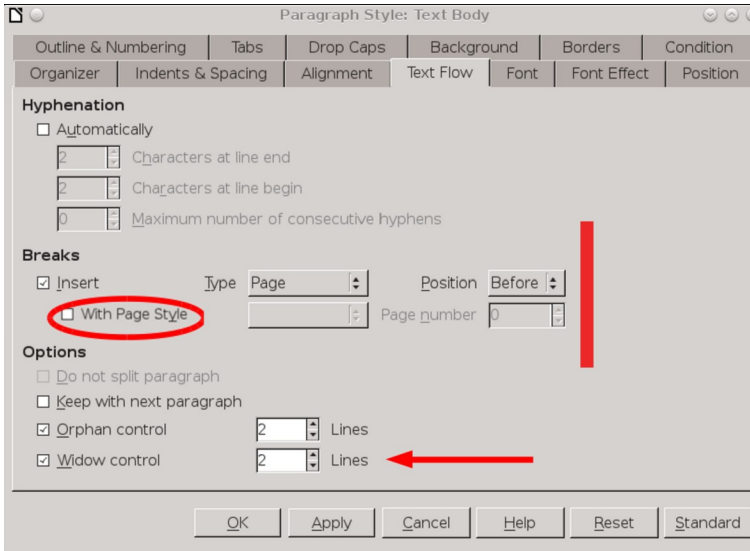 Paragraph Style: Text Body
Outline & Numbering Tabs Drop Caps Background Borders Condition
Organizer Indents & Spacing Alignment Text Flow Font Font Effect Position
Hyphenation
Automatically
2 Characters at line end
2 Characters at line begin
0 Maximum number of consecutive hyphens
Breaks
Insert Type Page Position Before
With Page Style Page number 0
Options
Do not split paragraph
Keep with next paragraph
Orphan control 2 Lines
Widow control 2 Lines
OK Apply Cancel Help Reset Standard